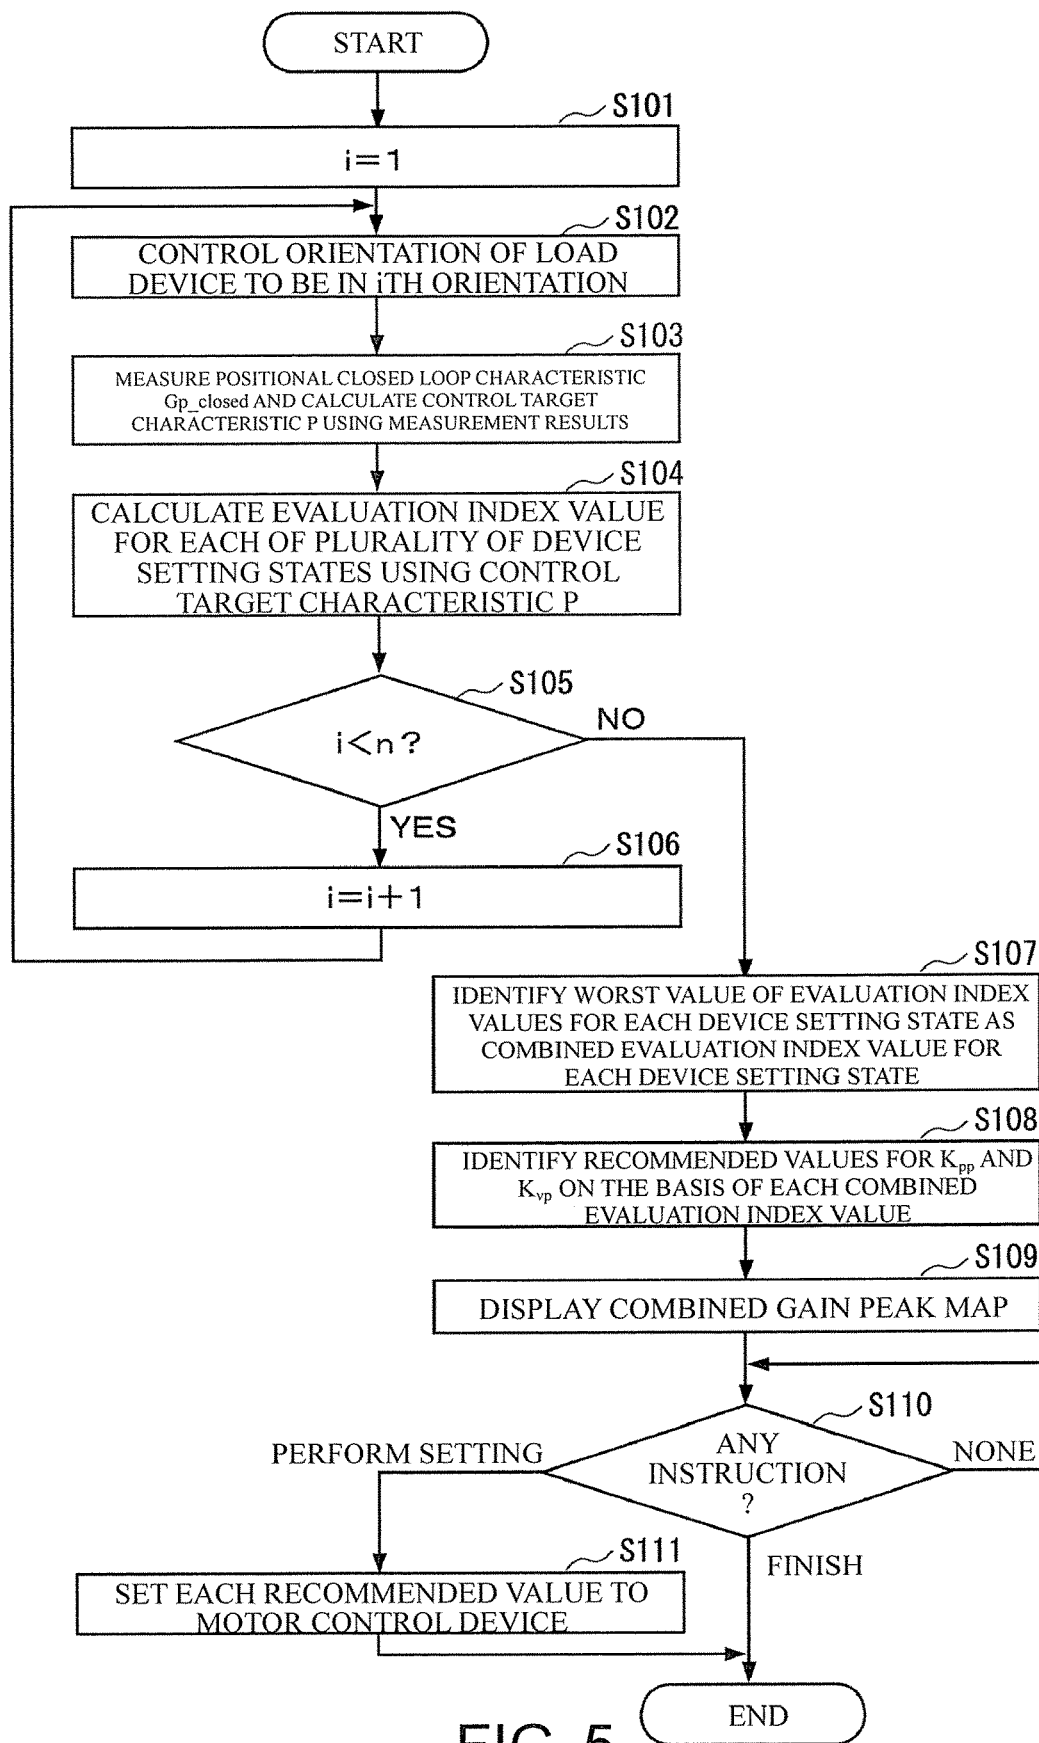 START
S101
i=1
S102
CONTROL ORIENTATION OF LOAD
DEVICE TO BE IN iTH ORIENTATION
S103
MEASURE POSITIONAL CLOSED LOOP CHARACTERISTIC
Gp_closed AND CALCULATE CONTROL TARGET
CHARACTERISTIC P USING MEASUREMENT RESULTS
S104
CALCULATE EVALUATION INDEX VALUE
FOR EACH OF PLURALITY OF DEVICE
SETTING STATES USING CONTROL
TARGET CHARACTERISTIC P
S105
i<n?
NO
YES
S106
i=i+1
S107
IDENTIFY WORST VALUE OF EVALUATION INDEX
VALUES FOR EACH DEVICE SETTING STATE AS
COMBINED EVALUATION INDEX VALUE FOR
EACH DEVICE SETTING STATE
S108
IDENTIFY RECOMMENDED VALUES FOR Kpp AND
Kvp ON THE BASIS OF EACH COMBINED
EVALUATION INDEX VALUE
S109
DISPLAY COMBINED GAIN PEAK MAP
S110
ANY
INSTRUCTION
?
PERFORM SETTING
NONE
FINISH
S111
SET EACH RECOMMENDED VALUE TO
MOTOR CONTROL DEVICE
END
FIG. 5